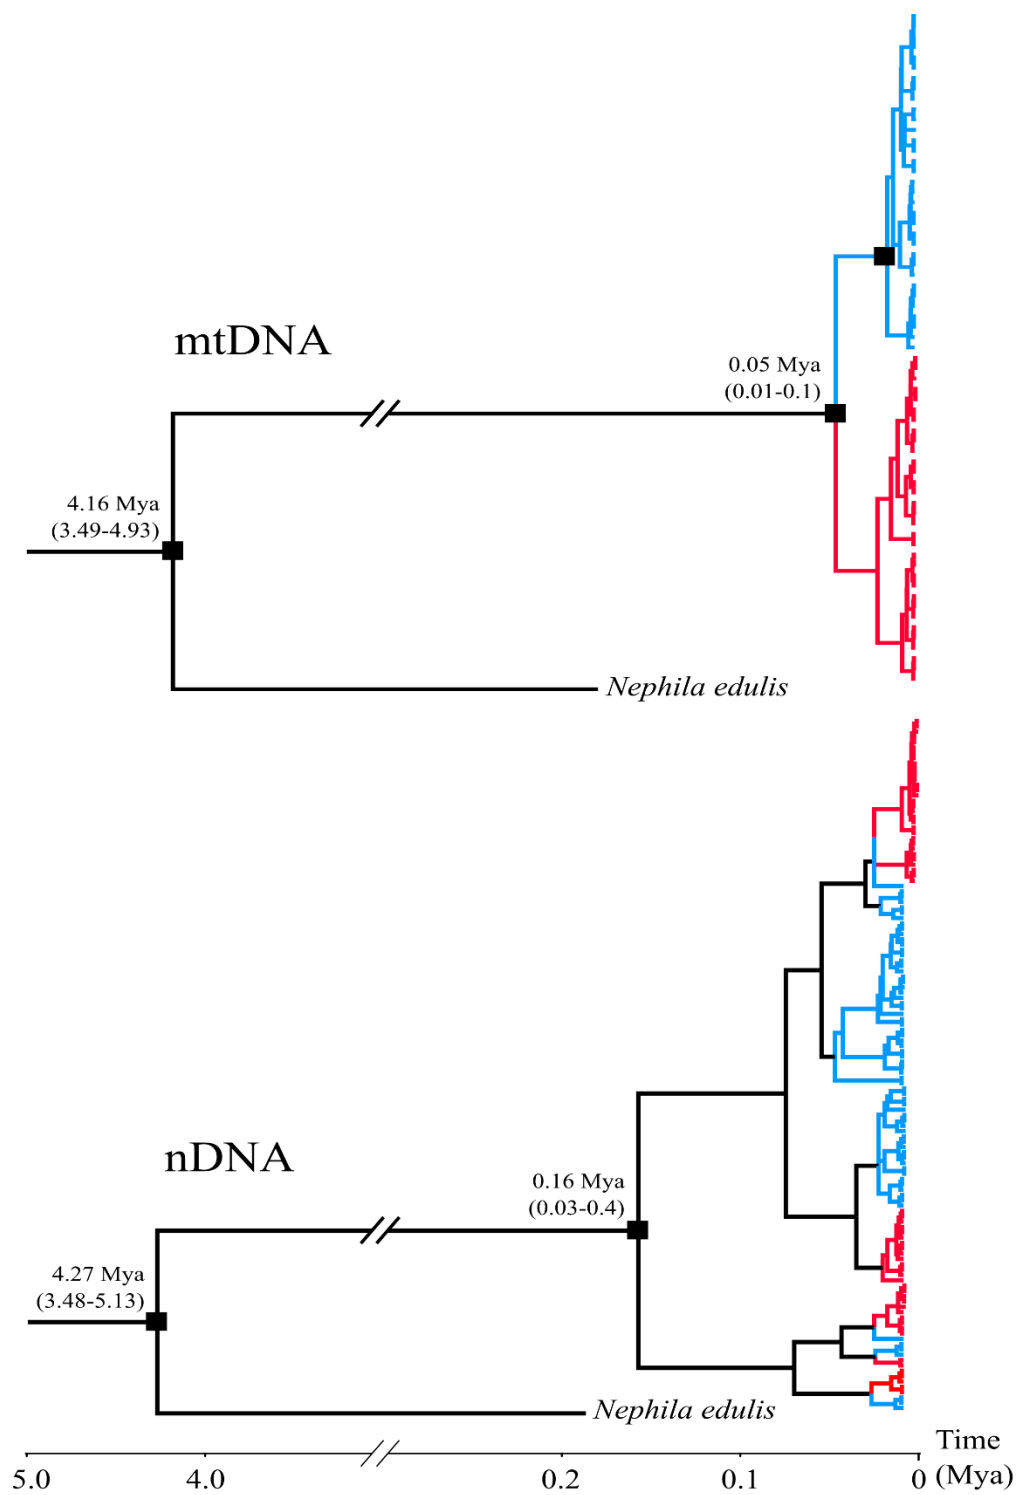 mtDNA
0.05 Mya
(0.01-0.1)
4.16 Mya
(3.49-4.93)
Nephila edulis
nDNA
0.16 Mya
(0.03-0.4)
4.27 Mya
(3.48-5.13)
Nephila edulis
Time
(Mya)
5.0 4.0 0.2 0.1 0